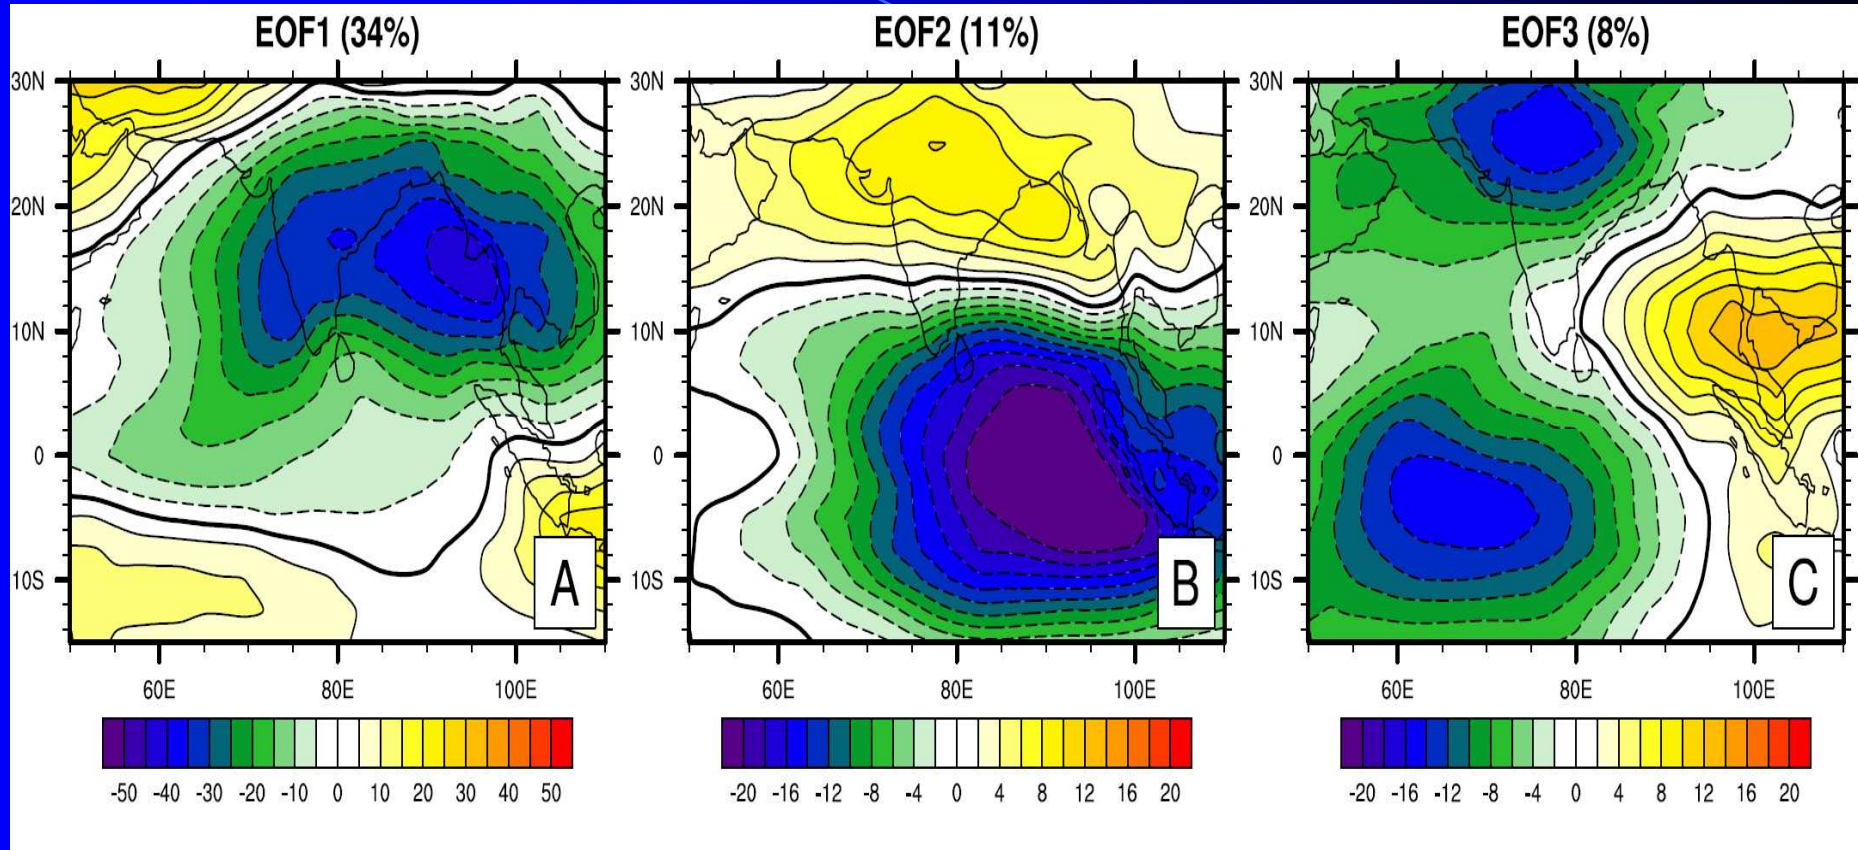 EOF1 (34%) EOF2 (11%) EOF3 (8%)
30N 30N 30N
20N 20N 20N
10N 10N 10N
0 0 0
10S 10S 10S
A B C
60E 80E 100E 60E 80E 100E 60E 80E 100E
-50 -40 -30 -20 -10 0 10 20 30 40 50 -20 -16 -12 -8 -4 0 4 8 12 16 20 -20 -16 -12 -8 -4 0 4 8 12 16 20